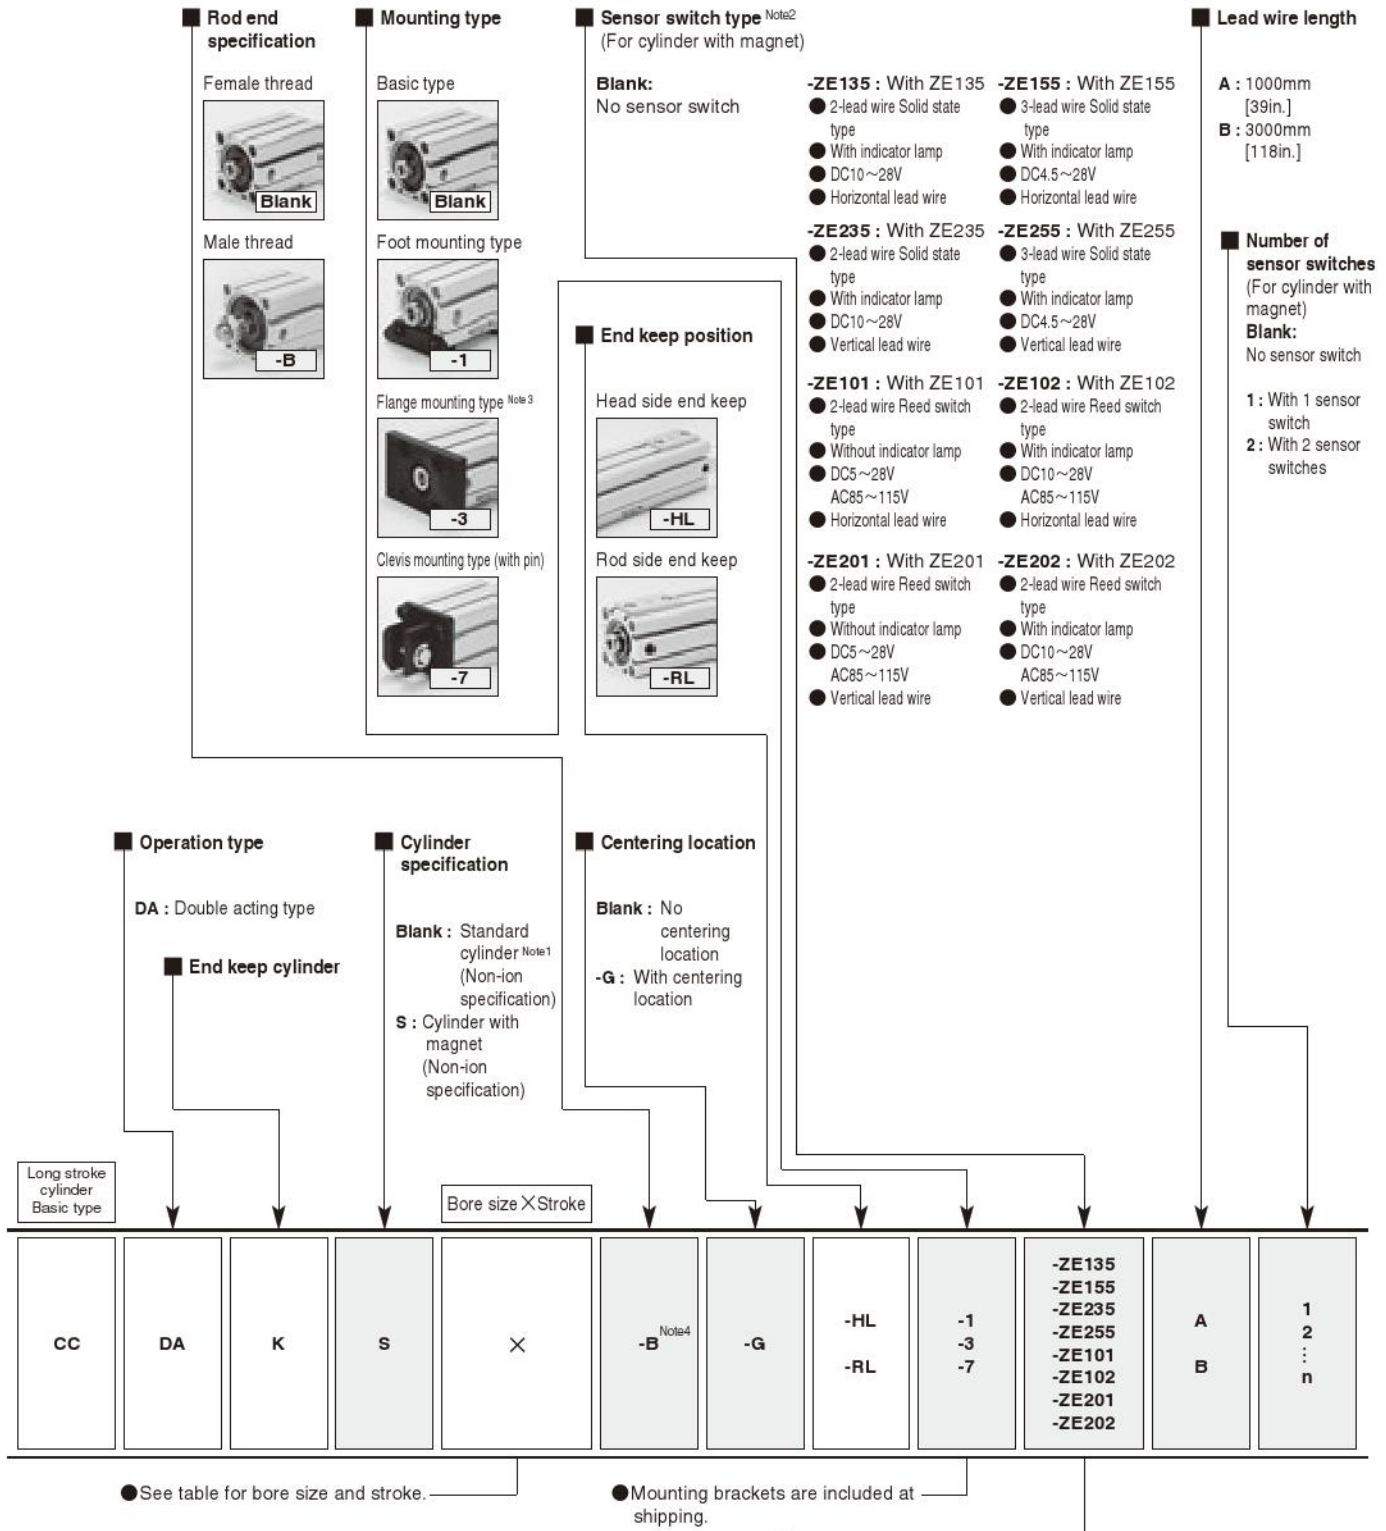 ■ Rod end
specification
Female thread
Blank
Male thread
-B
■ Mounting type
Basic type
Blank
Foot mounting type
-1
Flange mounting type Note 3
-3
Clevis mounting type (with pin)
-7
■ Sensor switch type Note2
(For cylinder with magnet)
Blank:
No sensor switch
-ZE135 : With ZE135
● 2-lead wire Solid state
type
● With indicator lamp
● DC10～28V
● Horizontal lead wire
-ZE155 : With ZE155
● 3-lead wire Solid state
type
● With indicator lamp
● DC4.5～28V
● Horizontal lead wire
-ZE235 : With ZE235
● 2-lead wire Solid state
type
● With indicator lamp
● DC10～28V
● Vertical lead wire
-ZE255 : With ZE255
● 3-lead wire Solid state
type
● With indicator lamp
● DC4.5～28V
● Vertical lead wire
-ZE101 : With ZE101
● 2-lead wire Reed switch
type
● Without indicator lamp
● DC5～28V
AC85～115V
● Horizontal lead wire
-ZE102 : With ZE102
● 2-lead wire Reed switch
type
● With indicator lamp
● DC10～28V
AC85～115V
● Horizontal lead wire
-ZE201 : With ZE201
● 2-lead wire Reed switch
type
● Without indicator lamp
● DC5～28V
AC85～115V
● Vertical lead wire
-ZE202 : With ZE202
● 2-lead wire Reed switch
type
● With indicator lamp
● DC10～28V
AC85～115V
● Vertical lead wire
■ Lead wire length
A : 1000mm
[39in.]
B : 3000mm
[118in.]
■ Number of
sensor switches
(For cylinder with
magnet)
Blank:
No sensor switch
1 : With 1 sensor
switch
2 : With 2 sensor
switches
■ End keep position
Head side end keep
-HL
Rod side end keep
-RL
■ Operation type
DA : Double acting type
■ End keep cylinder
■ Cylinder
specification
Blank : Standard
cylinder Note1
(Non-ion
specification)
S : Cylinder with
magnet
(Non-ion
specification)
■ Centering location
Blank : No
centering
location
-G : With centering
location
Long stroke
cylinder
Basic type
Bore size×Stroke
CC
DA
K
S
×
-B Note4
-G
-HL
-RL
-1
-3
-7
-ZE135
-ZE155
-ZE235
-ZE255
-ZE101
-ZE102
-ZE201
-ZE202
A
B
1
2
⋮
n
●See table for bore size and stroke.
●Mounting brackets are included at
shipping.